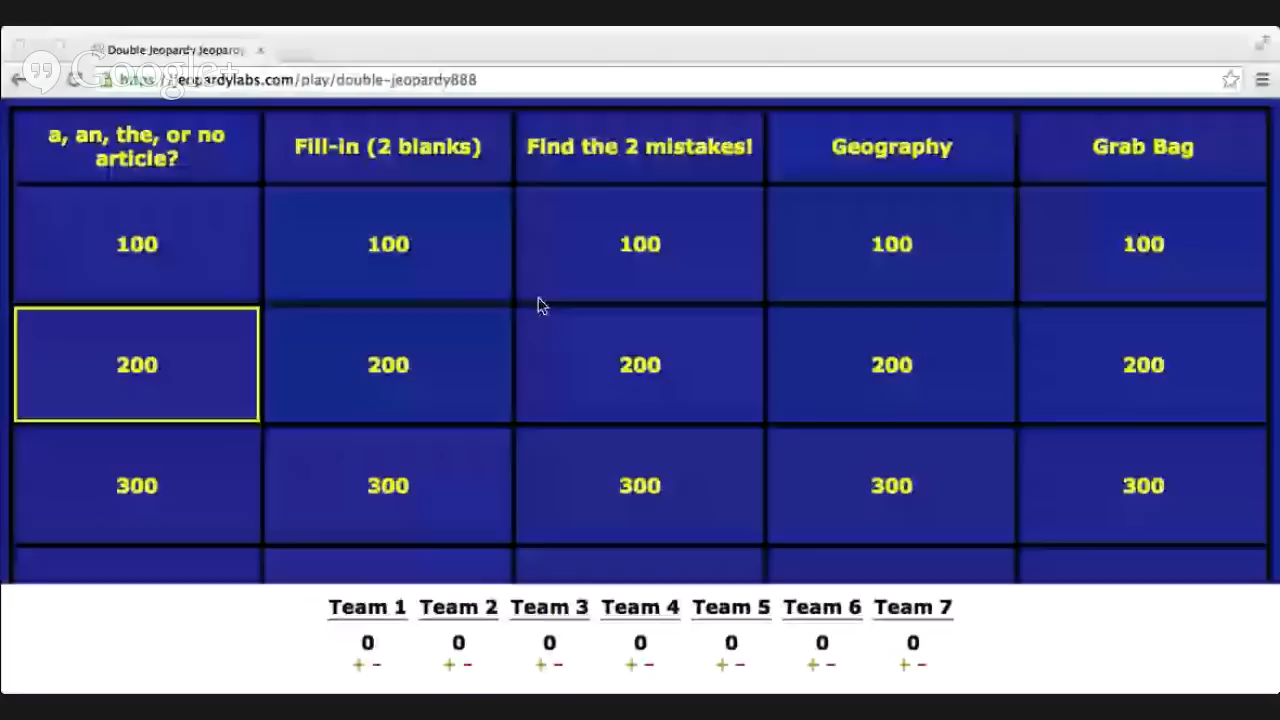 Google+
Double Jeopardy Jeopardy
https://jeopardylabs.com/play/double-jeopardy888
a, an, the, or no
article?
Fill-in (2 blanks)
Find the 2 mistakes!
Geography
Grab Bag
100 100 100 100 100
200 200 200 200 200
300 300 300 300 300
Team 1 Team 2 Team 3 Team 4 Team 5 Team 6 Team 7
0 0 0 0 0 0 0
+ - + - + - + - + - + - + -